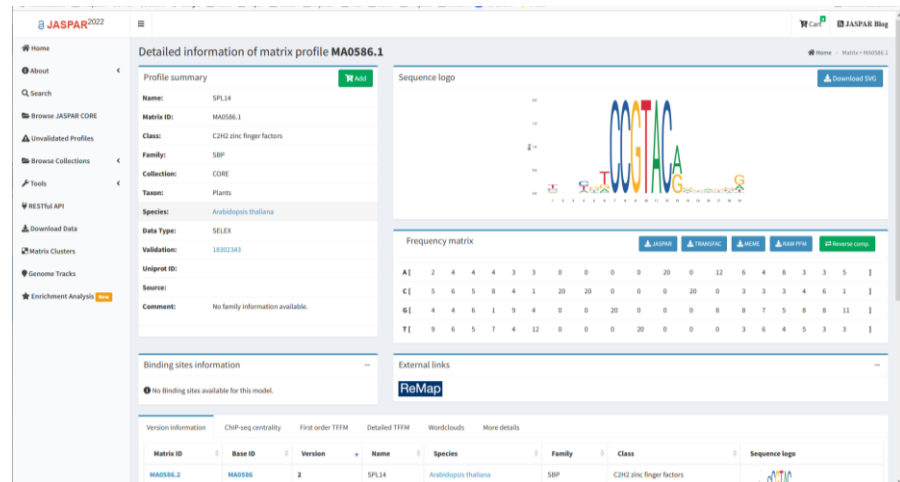 JASPAR2022
Cart
JASPAR Blog
Home
About
Search
Browse JASPAR CORE
Unvalidated Profiles
Browse Collections
Tools
RESTful API
Download Data
Matrix Clusters
Genome Tracks
Enrichment Analysis New
Detailed information of matrix profile MA0586.1
Home / Matrix › MA0586.1
Profile summary
Add
Name: SPL14
Matrix ID: MA0586.1
Class: C2H2 zinc finger factors
Family: SBP
Collection: CORE
Taxon: Plants
Species: Arabidopsis thaliana
Data Type: SELEX
Validation: 18302343
Uniprot ID:
Source:
Comment: No family information available.
Sequence logo
Download SVG
CCGTAC
Frequency matrix
JASPAR
TRANSFAC
MEME
RAW PFM
Reverse comp.
A [ 2 4 4 4 3 3 0 0 0 0 20 0 12 6 4 8 3 3 5 ]
C [ 5 6 5 8 4 1 20 20 0 0 0 20 0 3 3 3 4 6 1 ]
G [ 4 4 6 1 9 4 0 0 20 0 0 0 8 8 7 5 8 8 11 ]
T [ 9 6 5 7 4 12 0 0 0 20 0 0 0 3 6 4 5 3 3 ]
Binding sites information
No Binding sites available for this model.
External links
ReMap
Version information
ChIP-seq centrality
First order TFFM
Detailed TFFM
Wordclouds
More details
Matrix ID Base ID Version Name Species Family Class Sequence logo
MA0586.2 MA0586 2 SPL14 Arabidopsis thaliana SBP C2H2 zinc finger factors